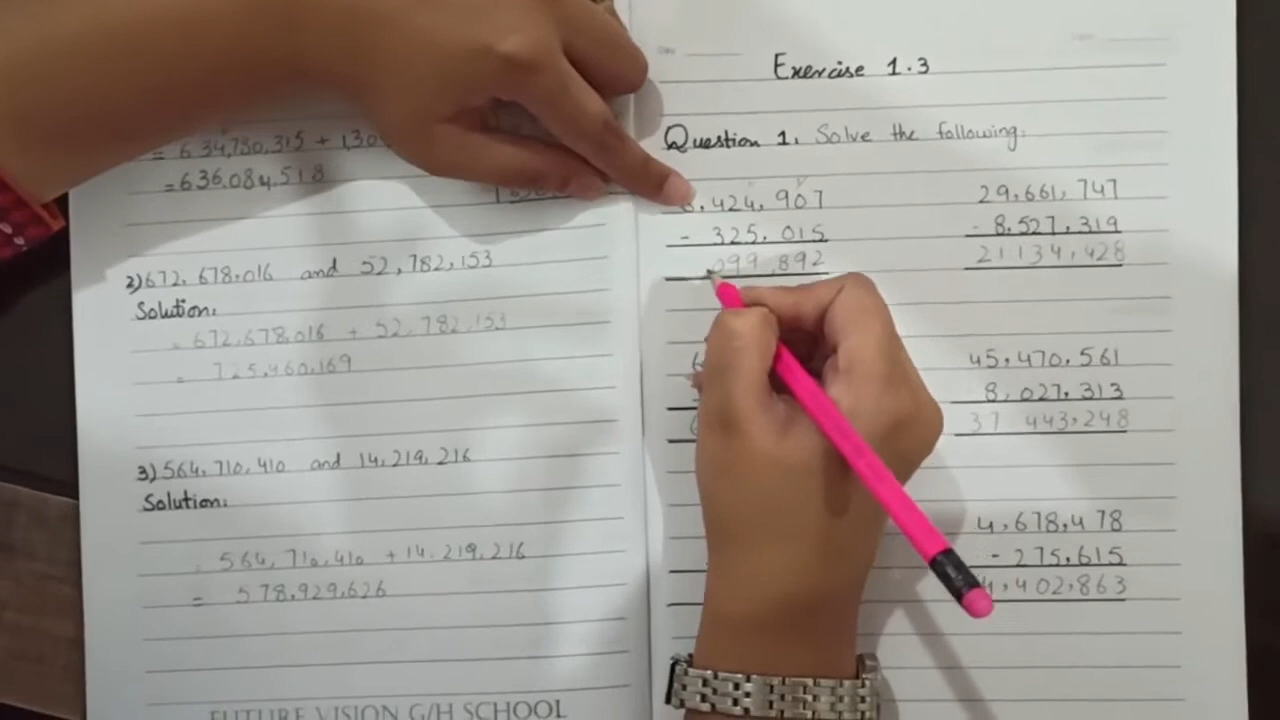 = 634,730,315 + 1,30
= 636,084,518
2) 672, 678,016 and 52,782,153
Solution:
= 672,678,016 + 52,782,153
= 725,460,169
3) 564,710,410 and 14,219,216
Solution:
564,710,410 + 14,219,216
= 578,929,626
FUTURE VISION G/H SCHOOL
Exercise 1.3
Question 1. Solve the following:
,424,907
- 325,015
099,892
29,661,747
- 8,527,319
21134,428
45,470,561
8,027,313
37 443,248
4,678,478
- 275,615
4,402,863